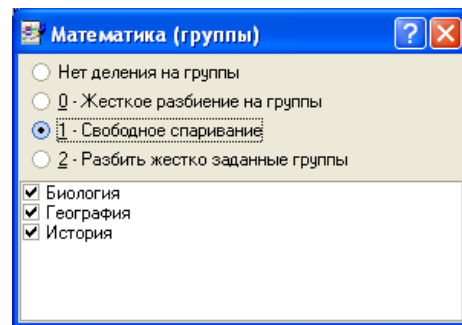 Математика (группы)
Нет деления на группы
0 - Жесткое разбиение на группы
1 - Свободное спаривание
2 - Разбить жестко заданные группы
Биология
География
История